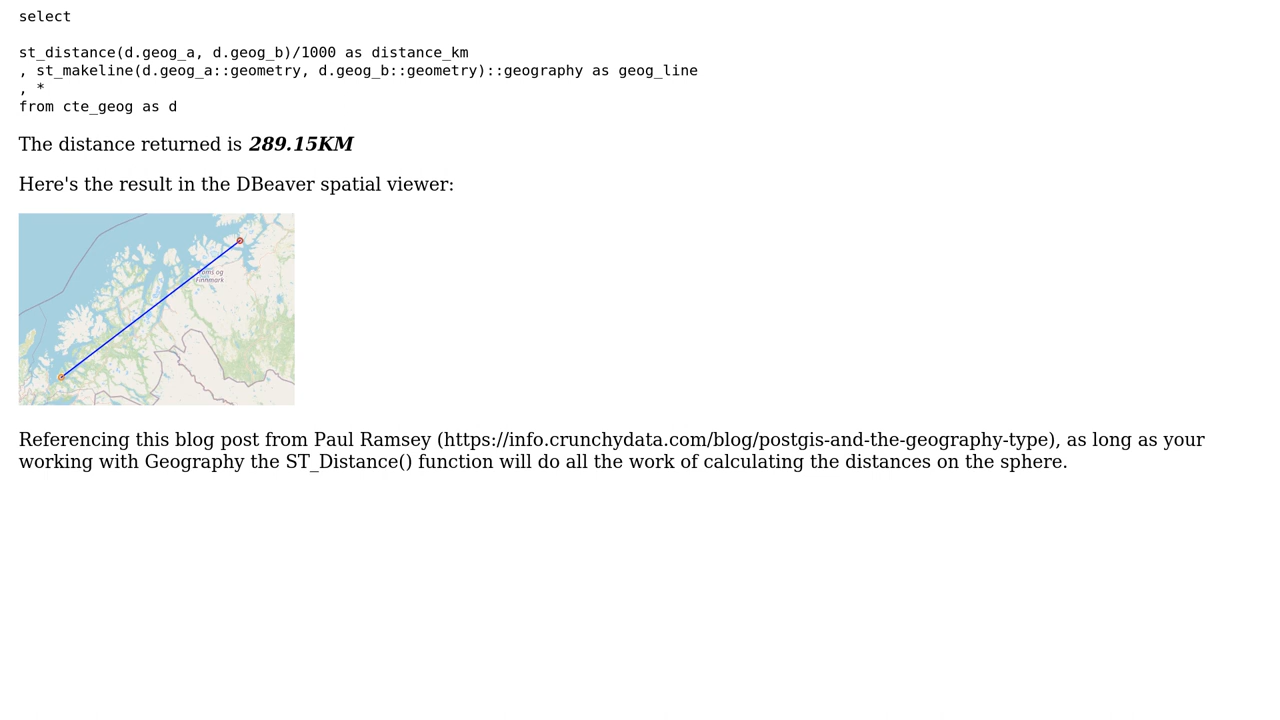 select
st_distance(d.geog_a, d.geog_b)/1000 as distance_km
, st_makeline(d.geog_a::geometry, d.geog_b::geometry)::geography as geog_line
, *
from cte_geog as d
The distance returned is 289.15KM
Here's the result in the DBeaver spatial viewer:
Troms og
Finnmark
Referencing this blog post from Paul Ramsey (https://info.crunchydata.com/blog/postgis-and-the-geography-type), as long as your
working with Geography the ST_Distance() function will do all the work of calculating the distances on the sphere.